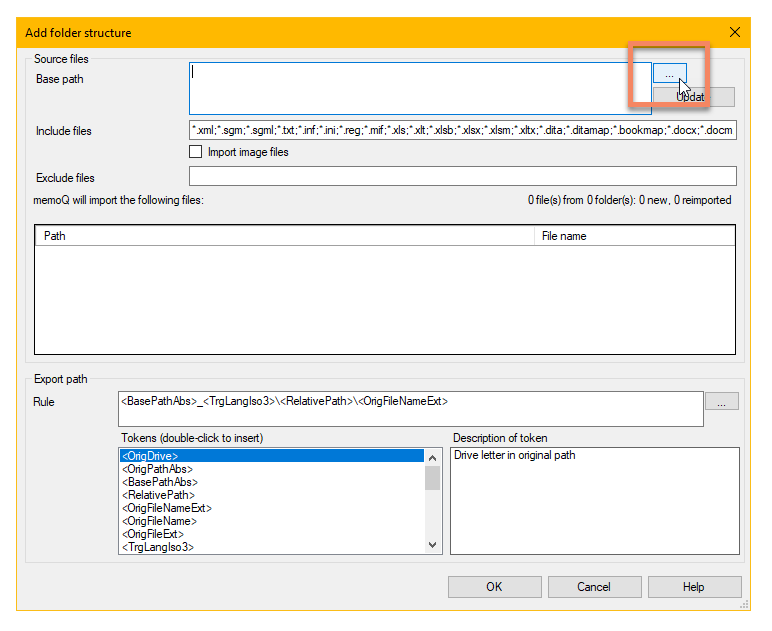 Add folder structure
Source files
Base path
...
Update
Include files
*.xml;*.sgm;*.sgml;*.txt;*.inf;*.ini;*.reg;*.mif;*.xls;*.xlt;*.xlsb;*.xlsx;*.xlsm;*.xltx;*.dita;*.ditamap;*.bookmap;*.docx;*.docm
Import image files
Exclude files
memoQ will import the following files:
0 file(s) from 0 folder(s): 0 new, 0 reimported
Path
File name
Export path
Rule
<BasePathAbs>_<TrgLangIso3>\<RelativePath>\<OrigFileNameExt>
...
Tokens (double-click to insert)
Description of token
<OrigDrive>
Drive letter in original path
<OrigPathAbs>
<BasePathAbs>
<RelativePath>
<OrigFileNameExt>
<OrigFileName>
<OrigFileExt>
<TrgLangIso3>
OK
Cancel
Help